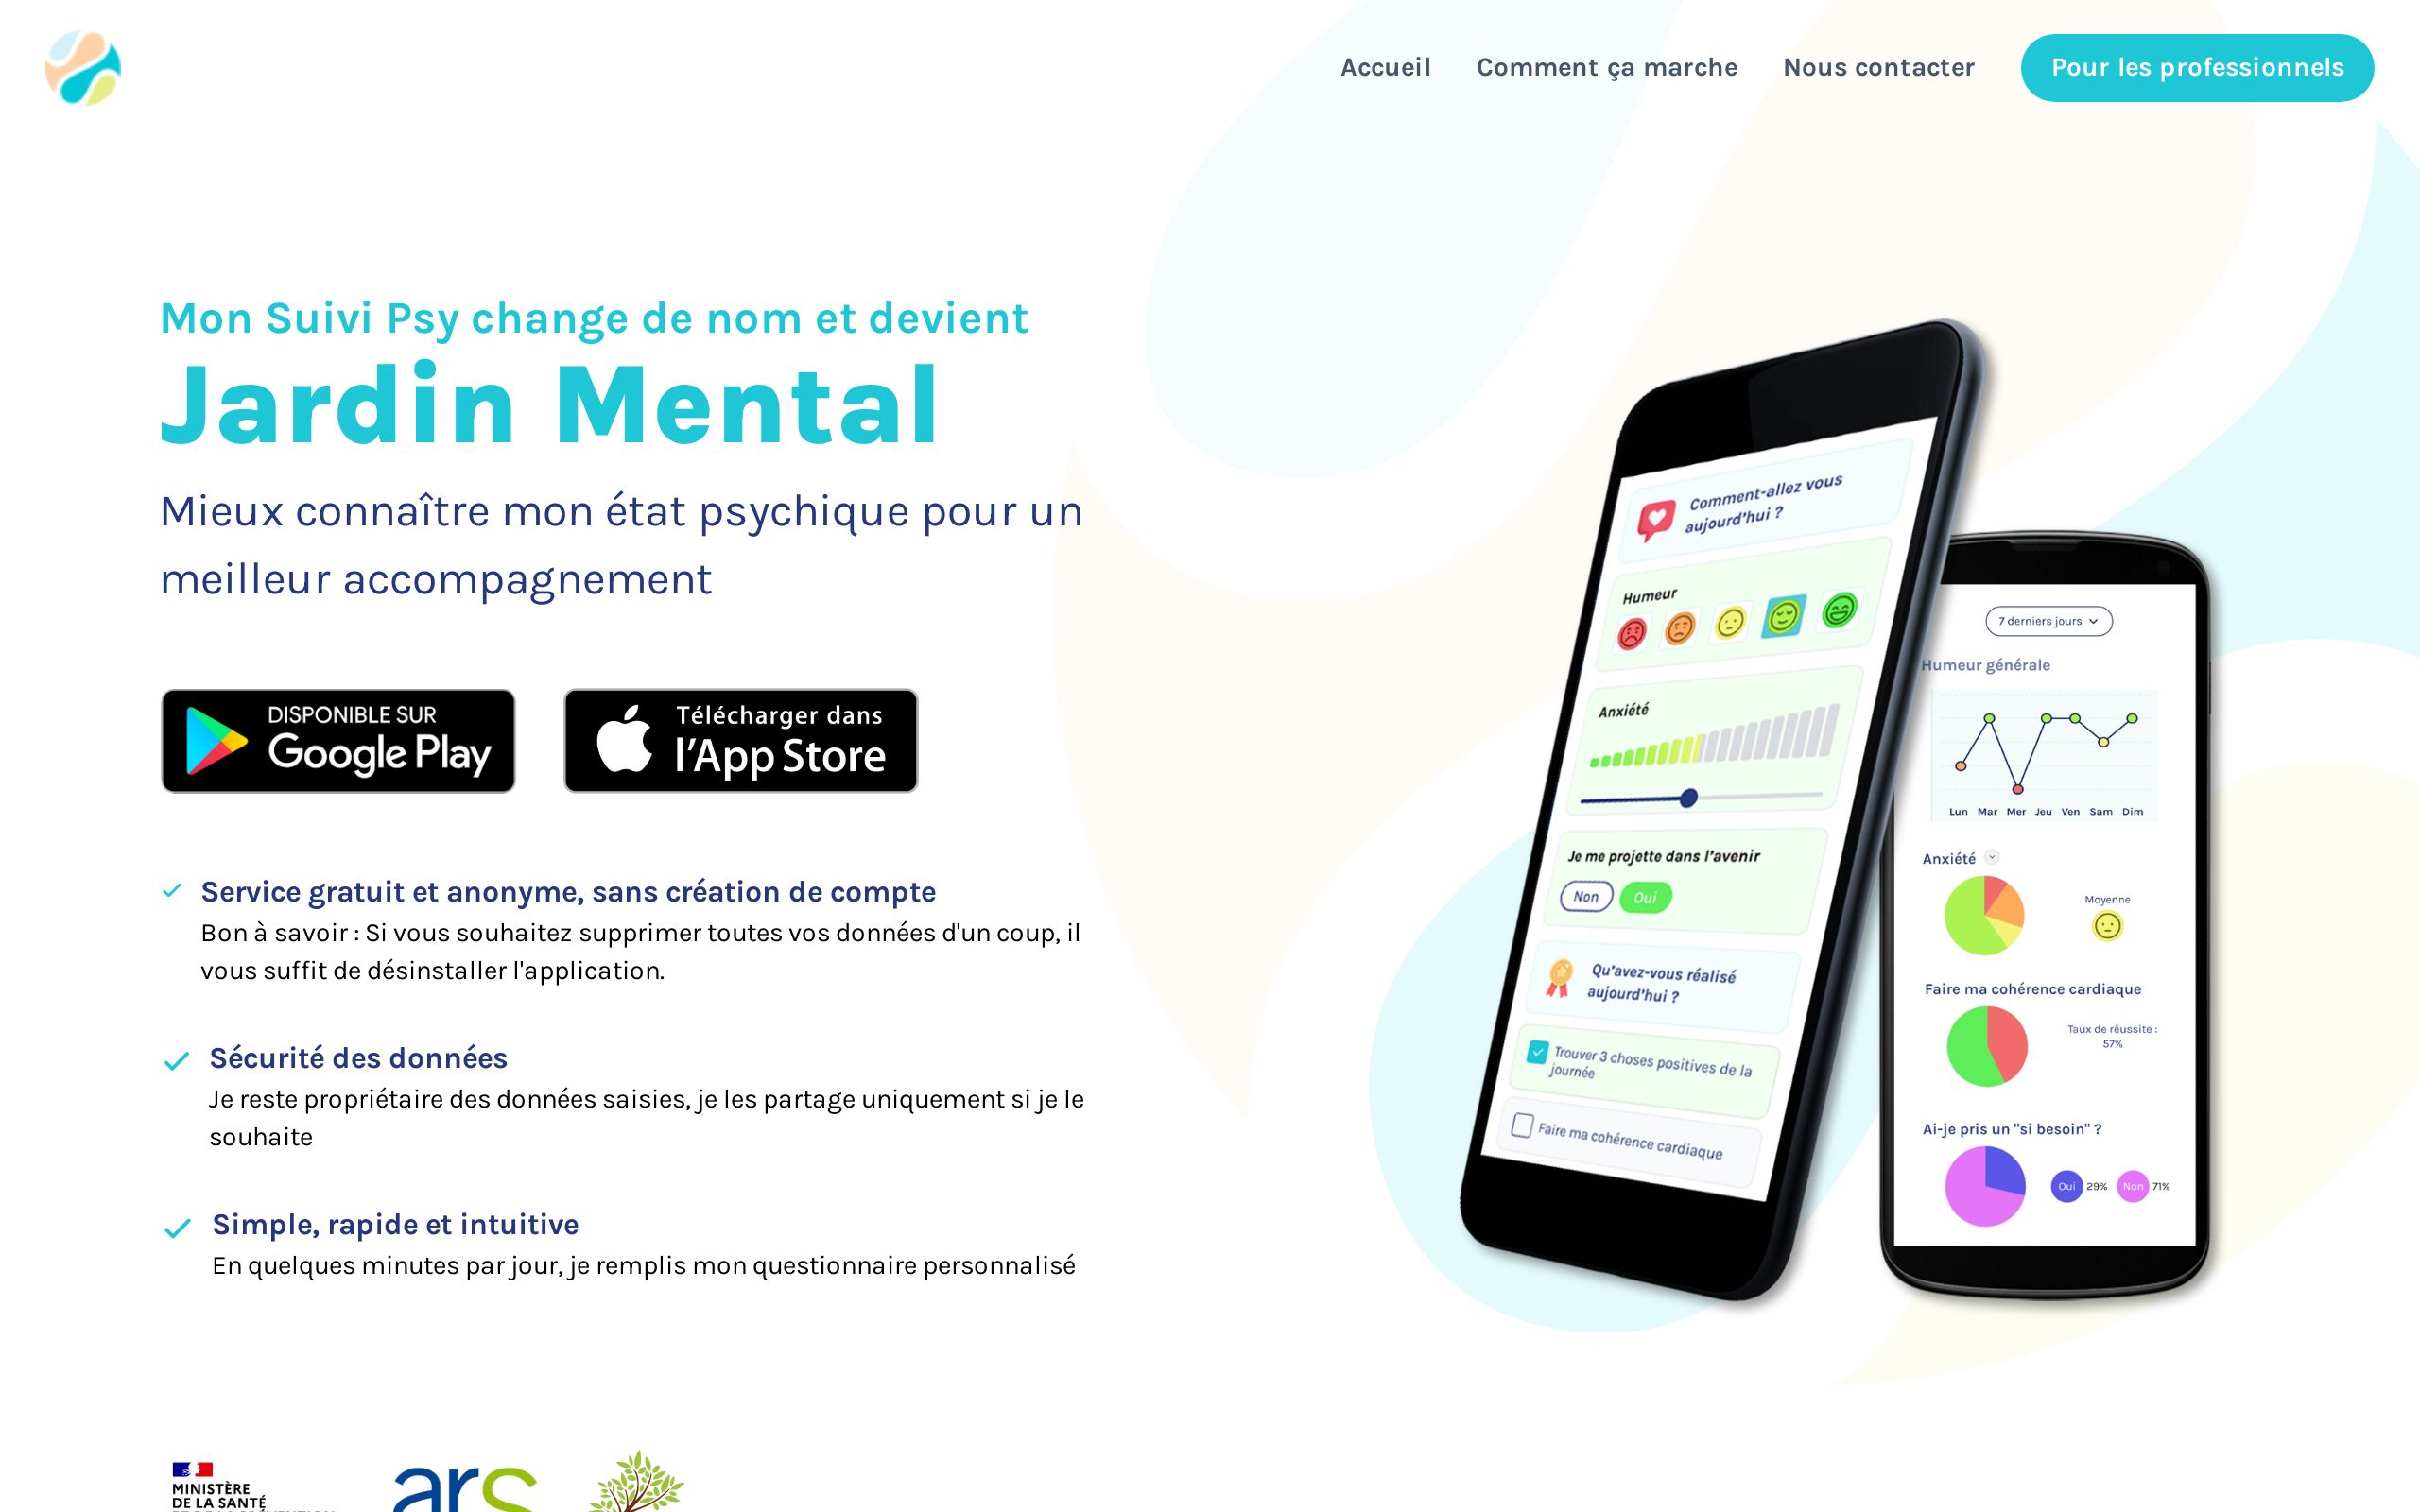 Accueil
Comment ça marche
Nous contacter
Pour les professionnels
Mon Suivi Psy change de nom et devient
Jardin Mental
Mieux connaître mon état psychique pour un
meilleur accompagnement
DISPONIBLE SUR
Google Play
Télécharger dans
l'App Store
Service gratuit et anonyme, sans création de compte
Bon à savoir : Si vous souhaitez supprimer toutes vos données d'un coup, il
vous suffit de désinstaller l'application.
Sécurité des données
Je reste propriétaire des données saisies, je les partage uniquement si je le
souhaite
Simple, rapide et intuitive
En quelques minutes par jour, je remplis mon questionnaire personnalisé
Comment-allez vous
aujourd'hui ?
Humeur
Anxiété
Je me projette dans l'avenir
Non
Oui
Qu'avez-vous réalisé
aujourd'hui ?
Trouver 3 choses positives de la
journée
Faire ma cohérence cardiaque
7 derniers jours
Humeur générale
Lun Mar Mer Jeu Ven Sam Dim
Anxiété
Moyenne
Faire ma cohérence cardiaque
Taux de réussite :
57%
Ai-je pris un "si besoin" ?
Oui 29% Non 71%
MINISTÈRE
DE LA SANTÉ
ars